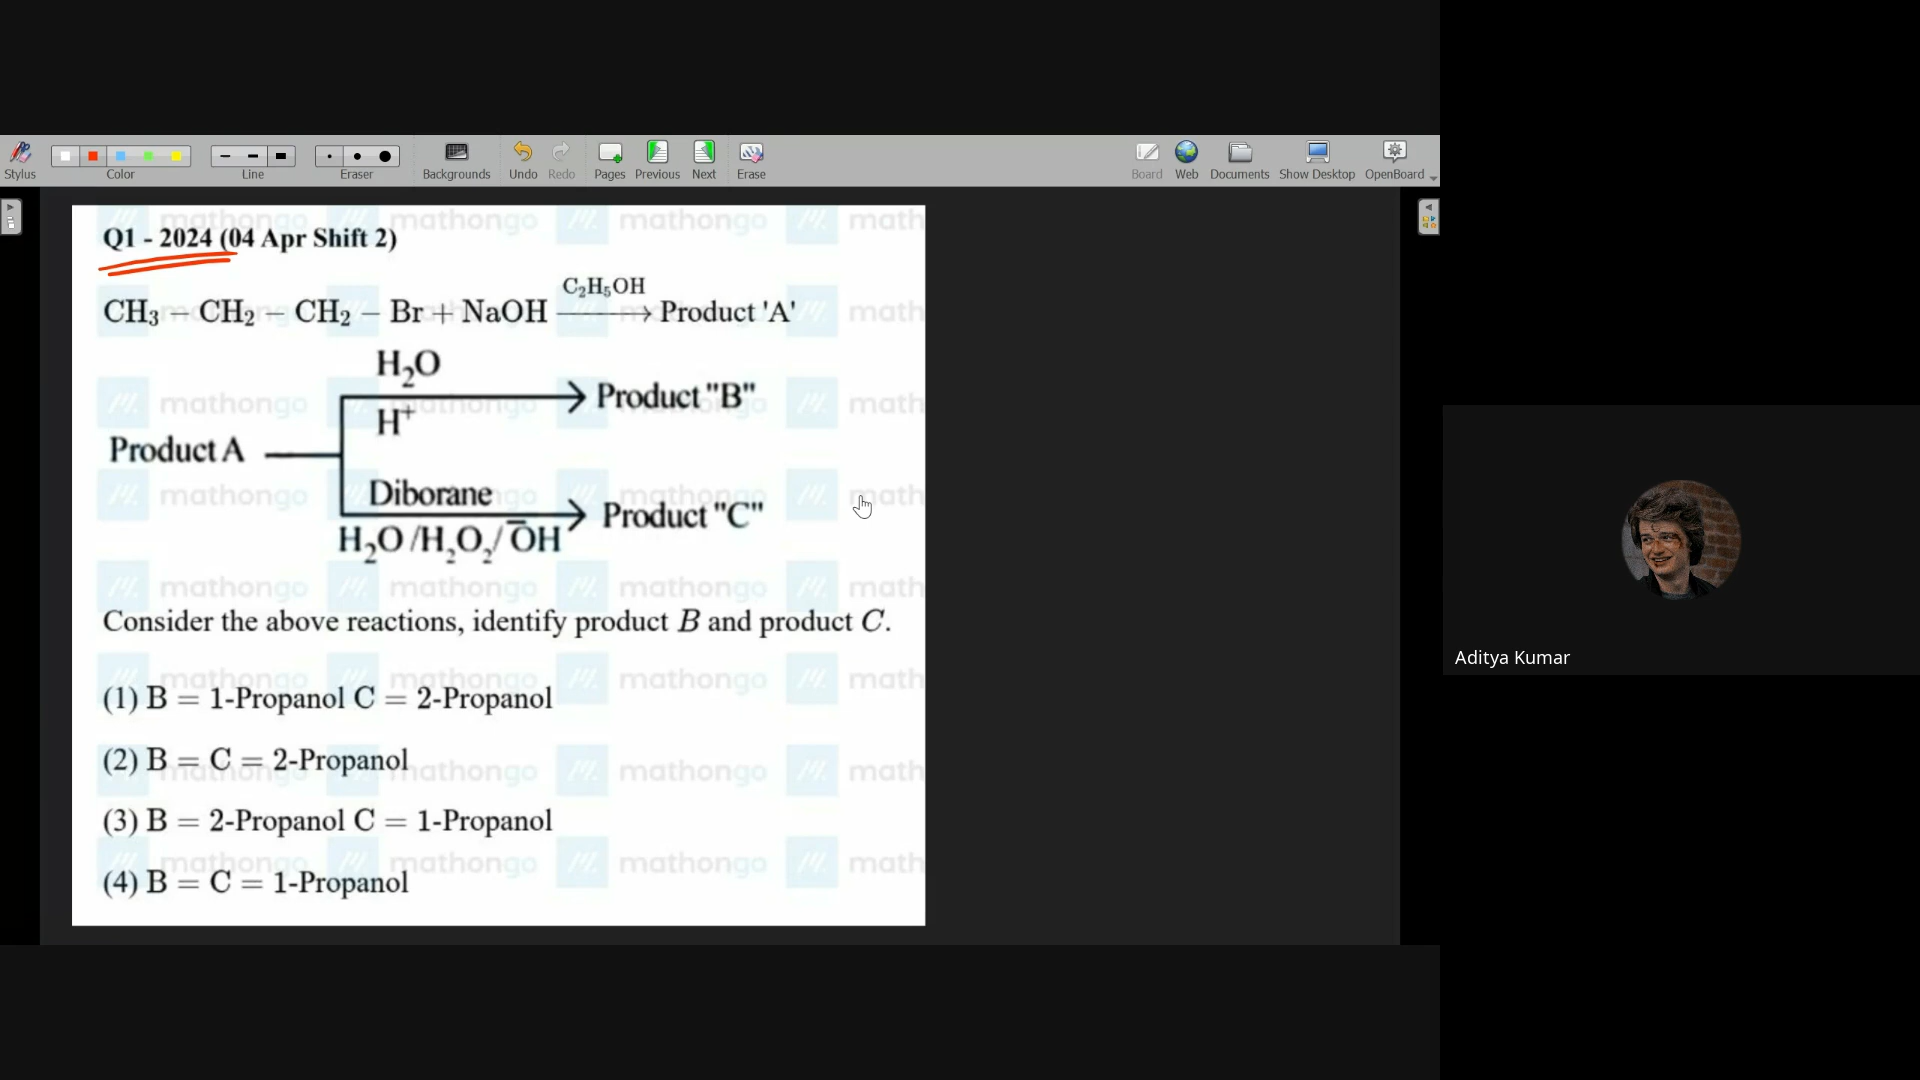 Stylus Color Line Eraser Backgrounds Undo Redo Pages Previous Next Erase Board Web Documents Show Desktop OpenBoard
Q1 - 2024 (04 Apr Shift 2)
CH₃ – CH₂ – CH₂ – Br + NaOH –C₂H₅OH→ Product 'A'
H₂O
Product "B"
H⁺
Product A
Diborane
Product "C"
H₂O /H₂O₂/ ŌH
Consider the above reactions, identify product B and product C.
(1) B = 1-Propanol C = 2-Propanol
(2) B = C = 2-Propanol
(3) B = 2-Propanol C = 1-Propanol
(4) B = C = 1-Propanol
mathongo
Aditya Kumar